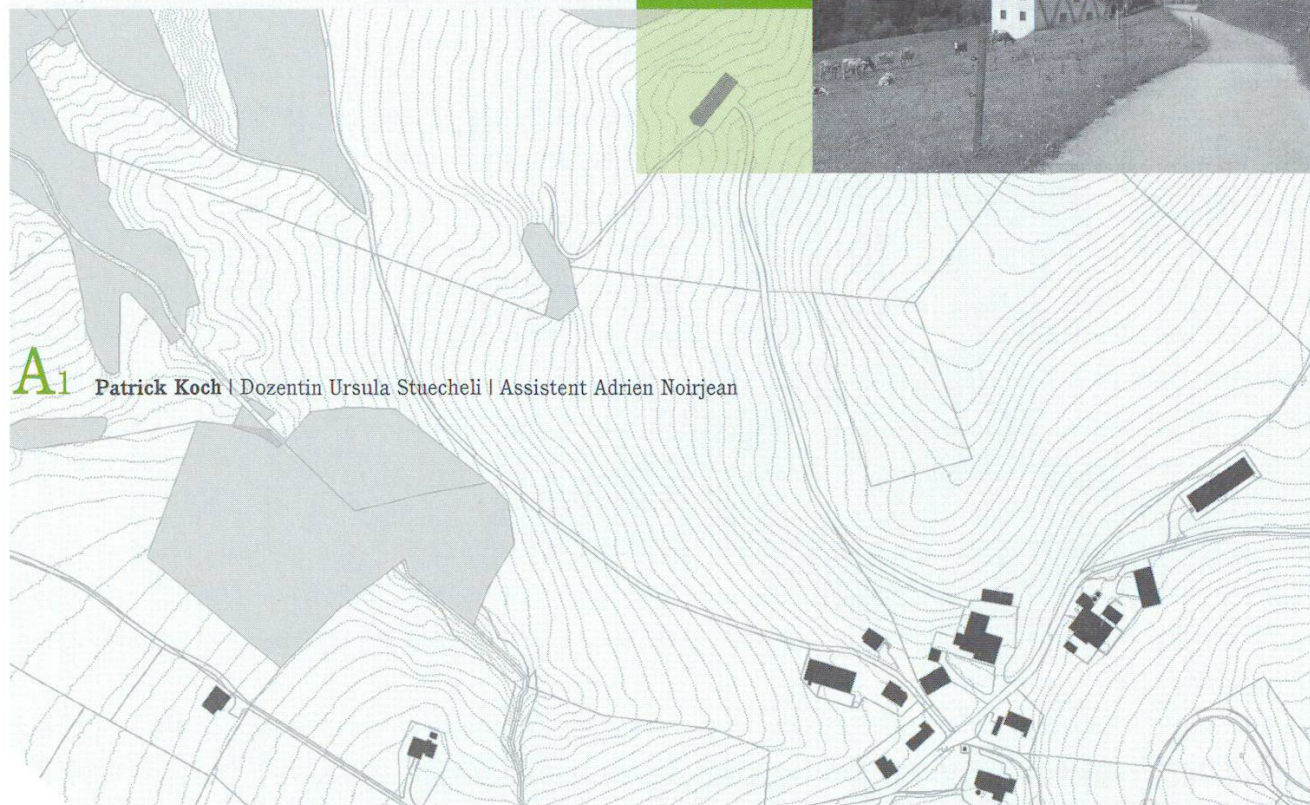 A1 Patrick Koch | Dozentin Ursula Stuecheli | Assistent Adrien Noirjean